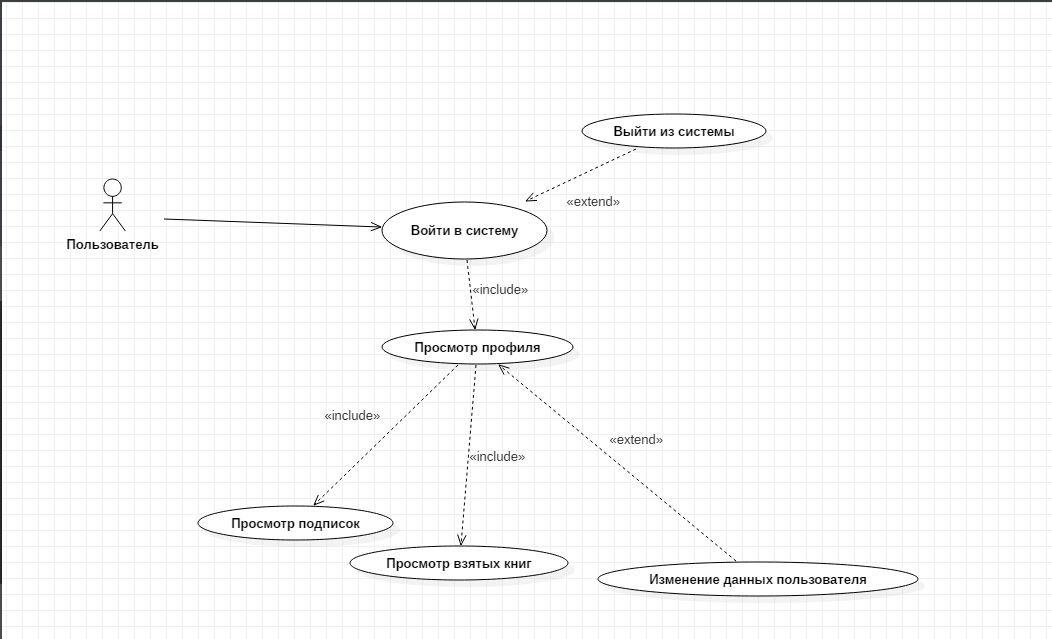 Выйти из системы
«extend»
Войти в систему
Пользователь
«include»
Просмотр профиля
«include»
«extend»
«include»
Просмотр подписок
Просмотр взятых книг
Изменение данных пользователя